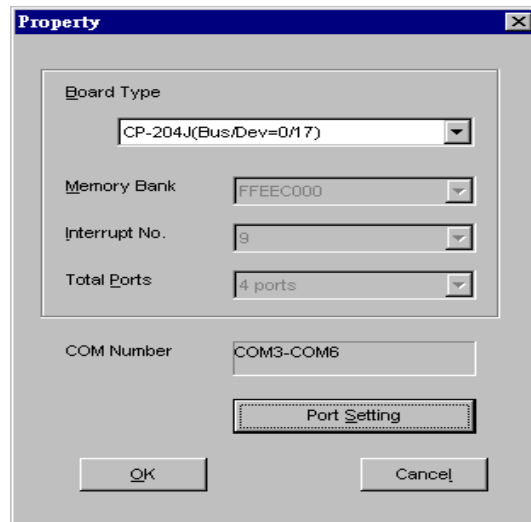 Property
Board Type
CP-204J(Bus/Dev=0/17)
Memory Bank
FFEEC000
Interrupt No.
9
Total Ports
4 ports
COM Number
COM3-COM6
Port Setting
OK
Cancel